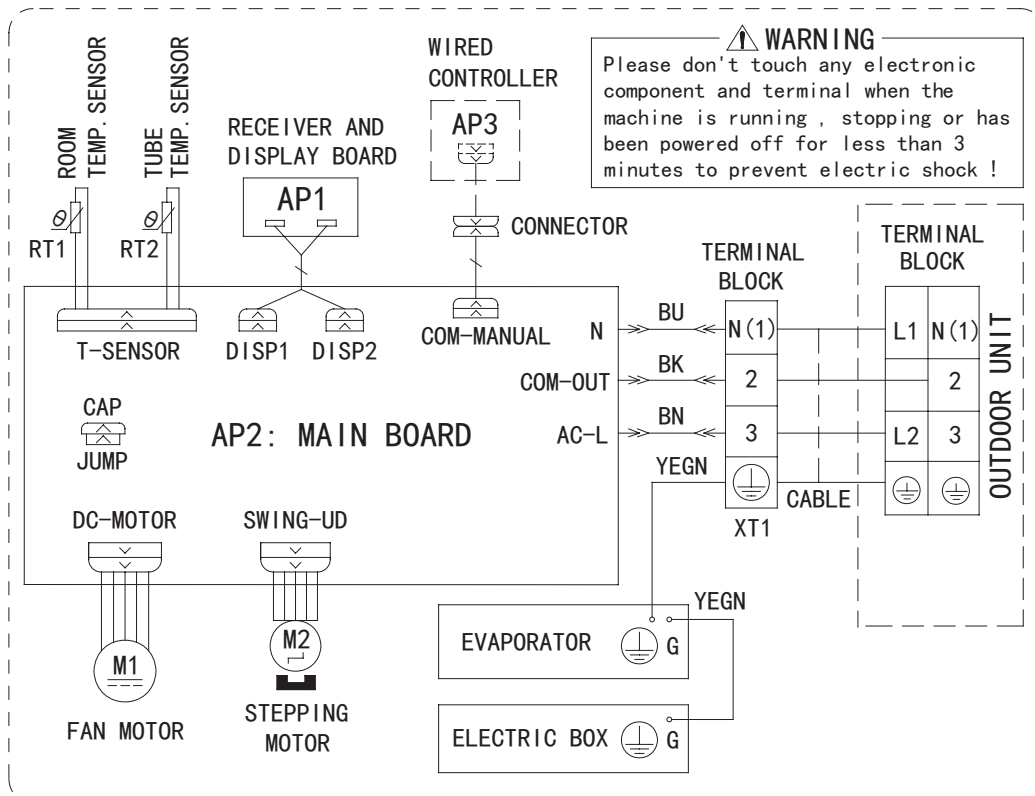 WARNING
Please don't touch any electronic
component and terminal when the
machine is running , stopping or has
been powered off for less than 3
minutes to prevent electric shock !
ROOM
TEMP. SENSOR
TUBE
TEMP. SENSOR
RT1
RT2
RECEIVER AND
DISPLAY BOARD
AP1
WIRED
CONTROLLER
AP3
CONNECTOR
T-SENSOR
DISP1
DISP2
COM-MANUAL
N
COM-OUT
AC-L
CAP
JUMP
AP2: MAIN BOARD
DC-MOTOR
SWING-UD
M1
FAN MOTOR
M2
STEPPING
MOTOR
BU
BK
BN
YEGN
TERMINAL
BLOCK
N(1)
2
3
XT1
CABLE
TERMINAL
BLOCK
L1 N(1)
2
L2 3
OUTDOOR UNIT
YEGN
EVAPORATOR G
ELECTRIC BOX G